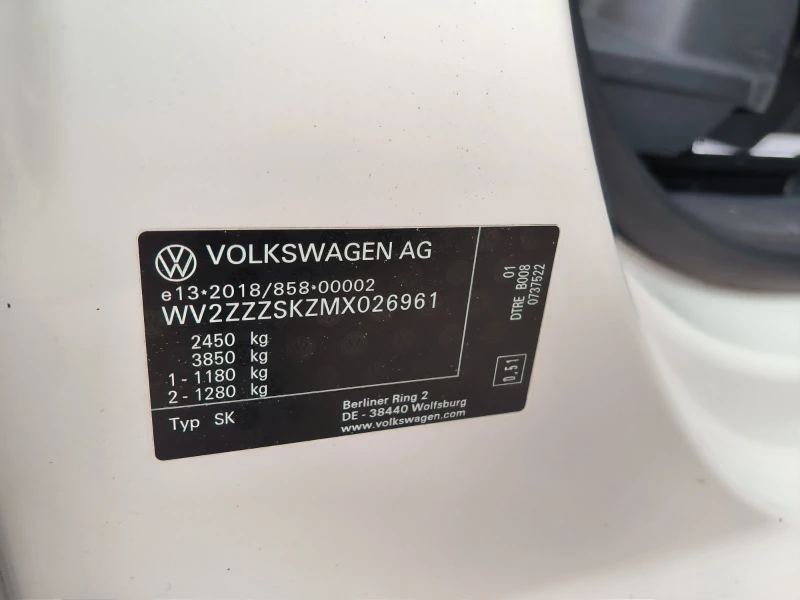 VOLKSWAGEN AG
e13*2018/858*00002
WV2ZZZSKZMX026961
2450 kg
3850 kg
1 - 1180 kg
2 - 1280 kg
Typ SK
Berliner Ring 2
DE - 38440 Wolfsburg
www.volkswagen.com
01
DTRE B008
0737522
0,51